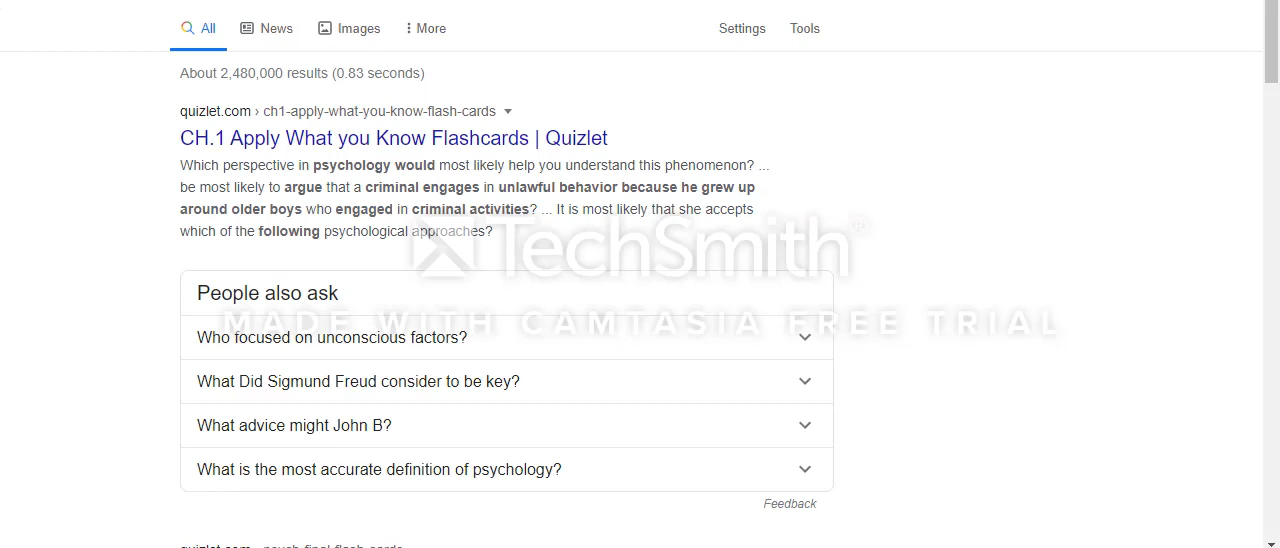 All News Images More Settings Tools
About 2,480,000 results (0.83 seconds)
quizlet.com › ch1-apply-what-you-know-flash-cards
CH.1 Apply What you Know Flashcards | Quizlet
Which perspective in psychology would most likely help you understand this phenomenon? ...
be most likely to argue that a criminal engages in unlawful behavior because he grew up
around older boys who engaged in criminal activities? ... It is most likely that she accepts
which of the following psychological approaches?
TechSmith®
People also ask
MADE WITH CAMTASIA FREE TRIAL
Who focused on unconscious factors?
What Did Sigmund Freud consider to be key?
What advice might John B?
What is the most accurate definition of psychology?
Feedback
quizlet.com › psych-final-flash-cards